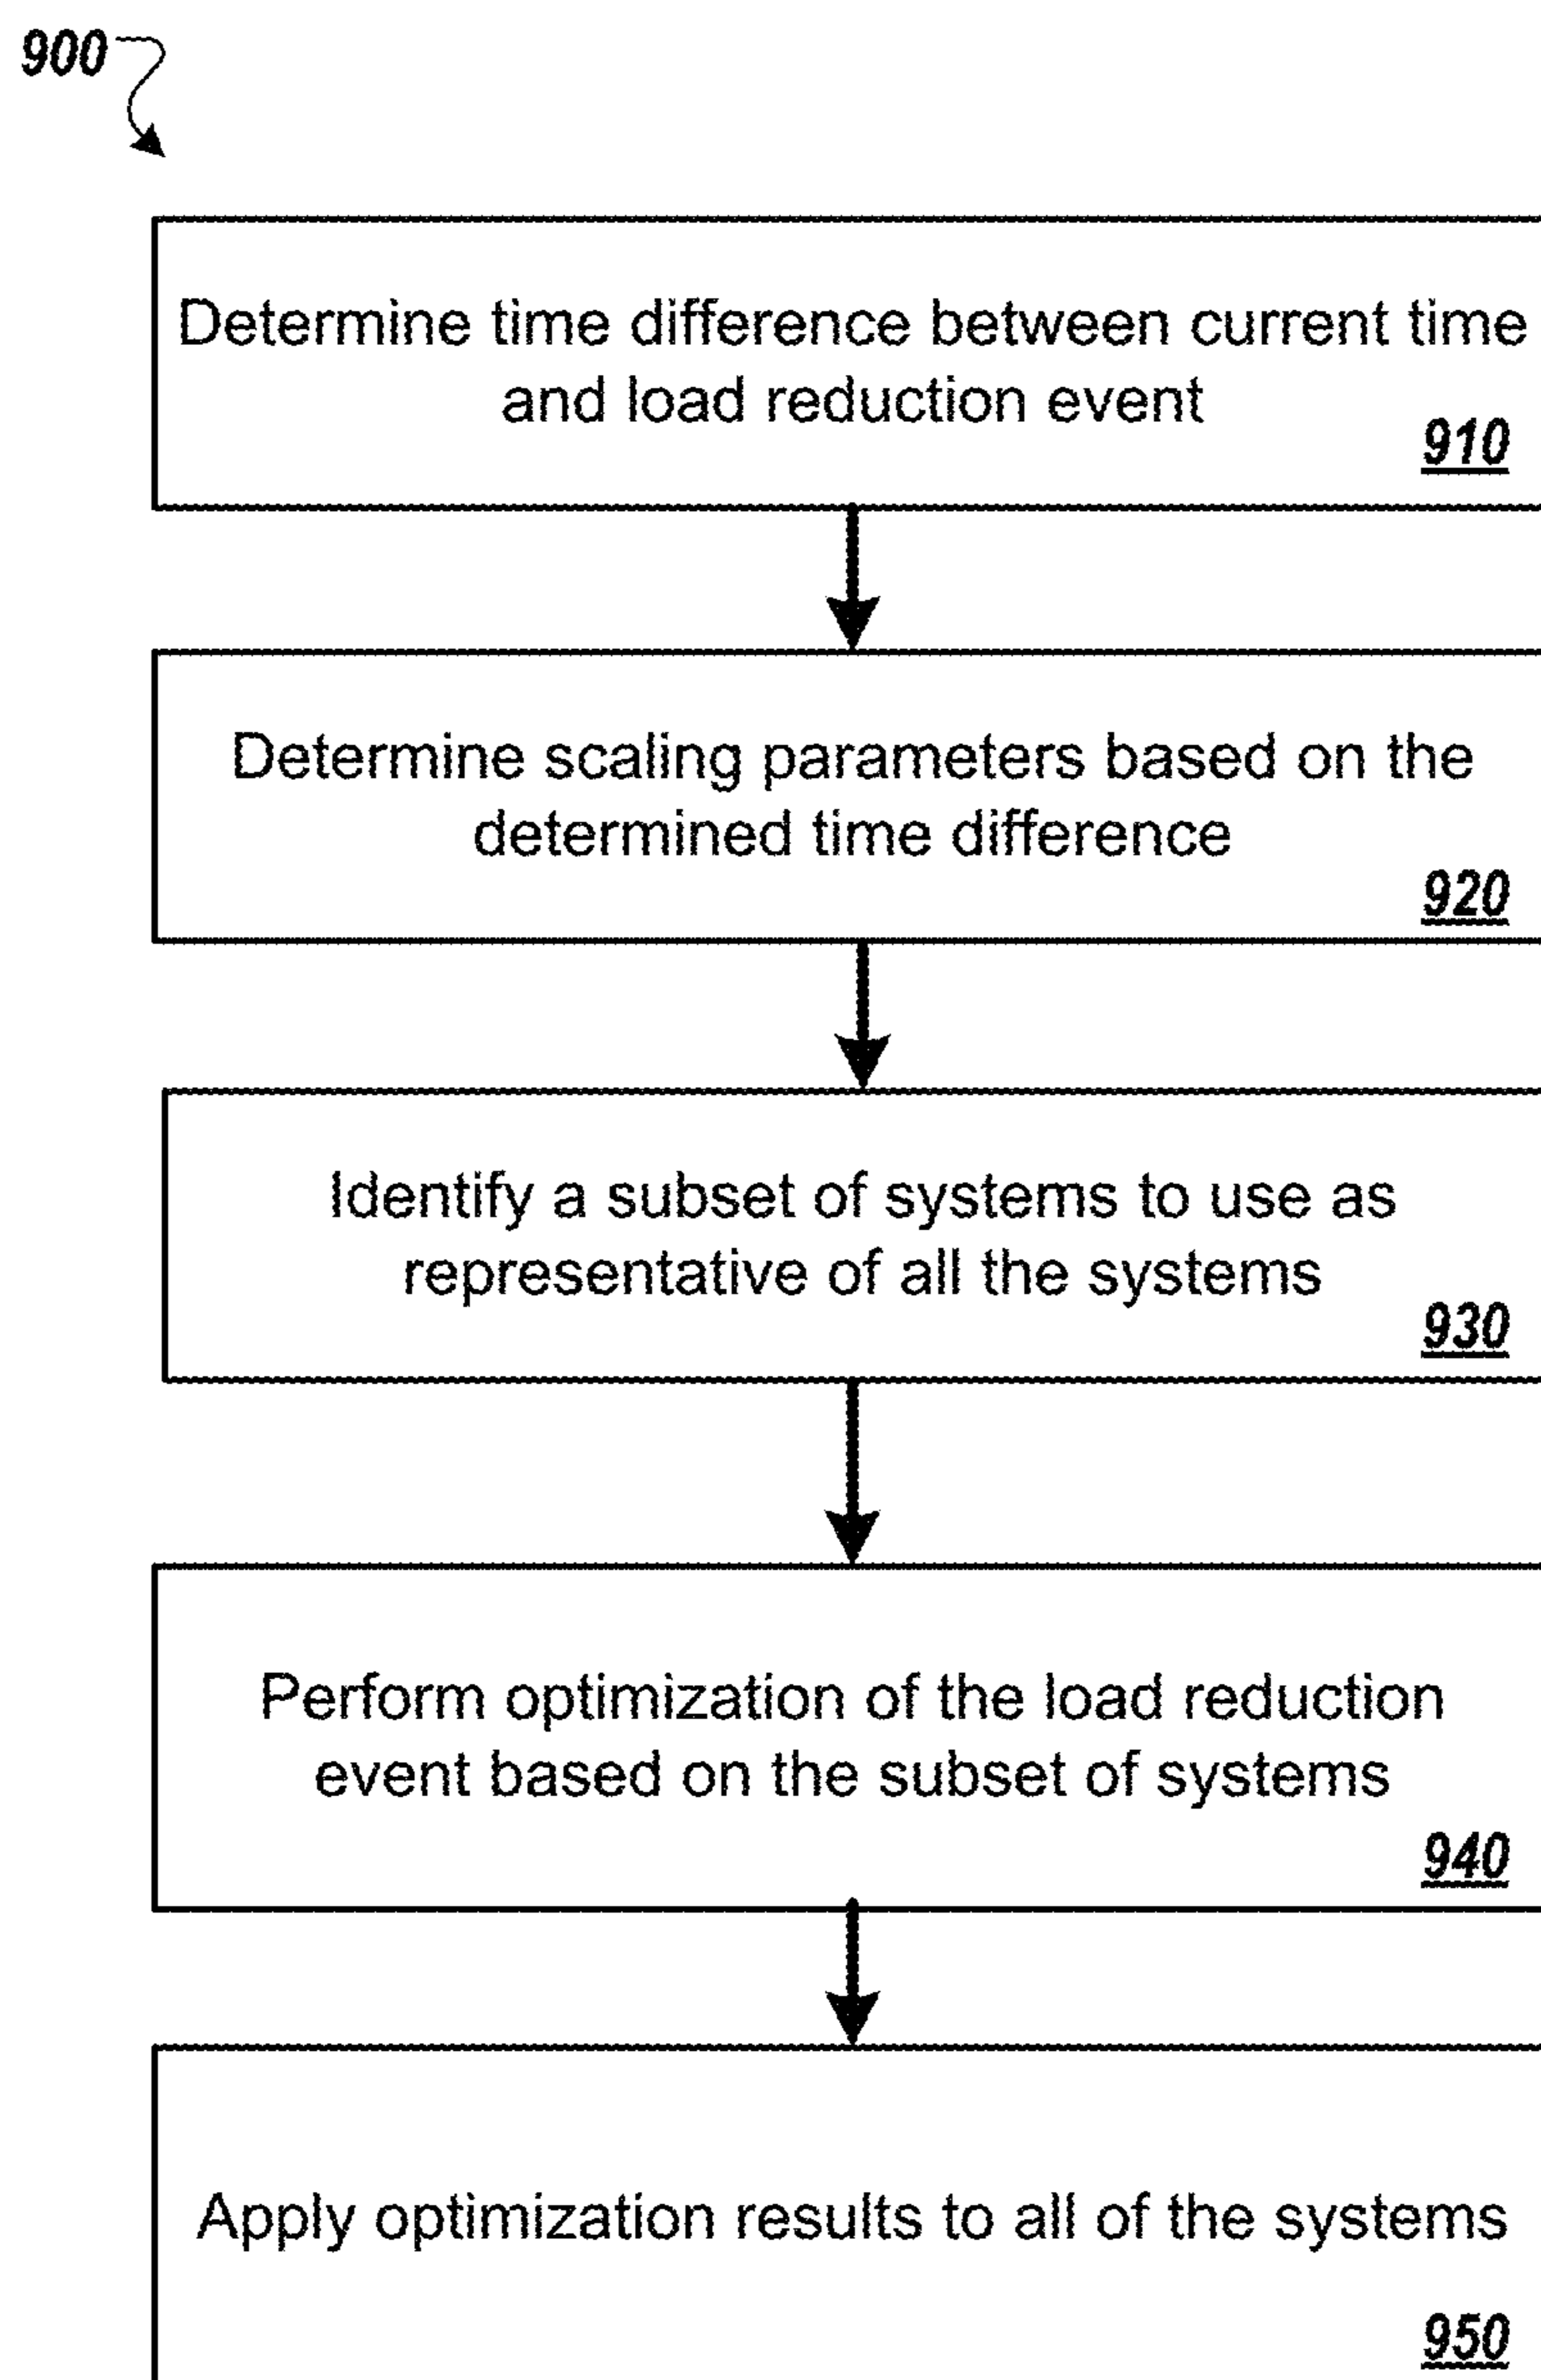 900
Determine time difference between current time
and load reduction event
910
Determine scaling parameters based on the
determined time difference
920
Identify a subset of systems to use as
representative of all the systems
930
Perform optimization of the load reduction
event based on the subset of systems
940
Apply optimization results to all of the systems
950